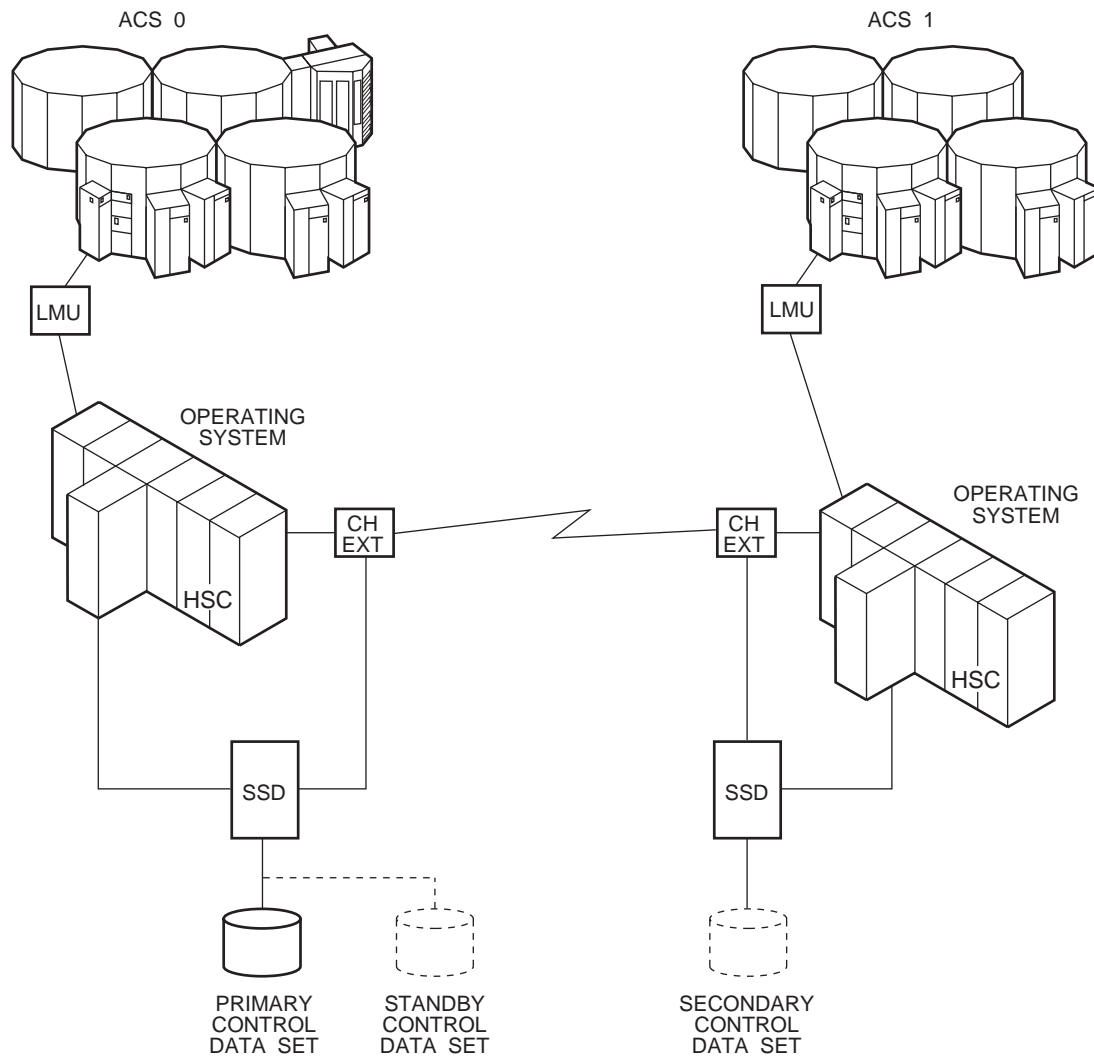 ACS 0
ACS 1
LMU
LMU
OPERATING
SYSTEM
OPERATING
SYSTEM
CH
EXT
CH
EXT
HSC
HSC
SSD
SSD
PRIMARY
CONTROL
DATA SET
STANDBY
CONTROL
DATA SET
SECONDARY
CONTROL
DATA SET